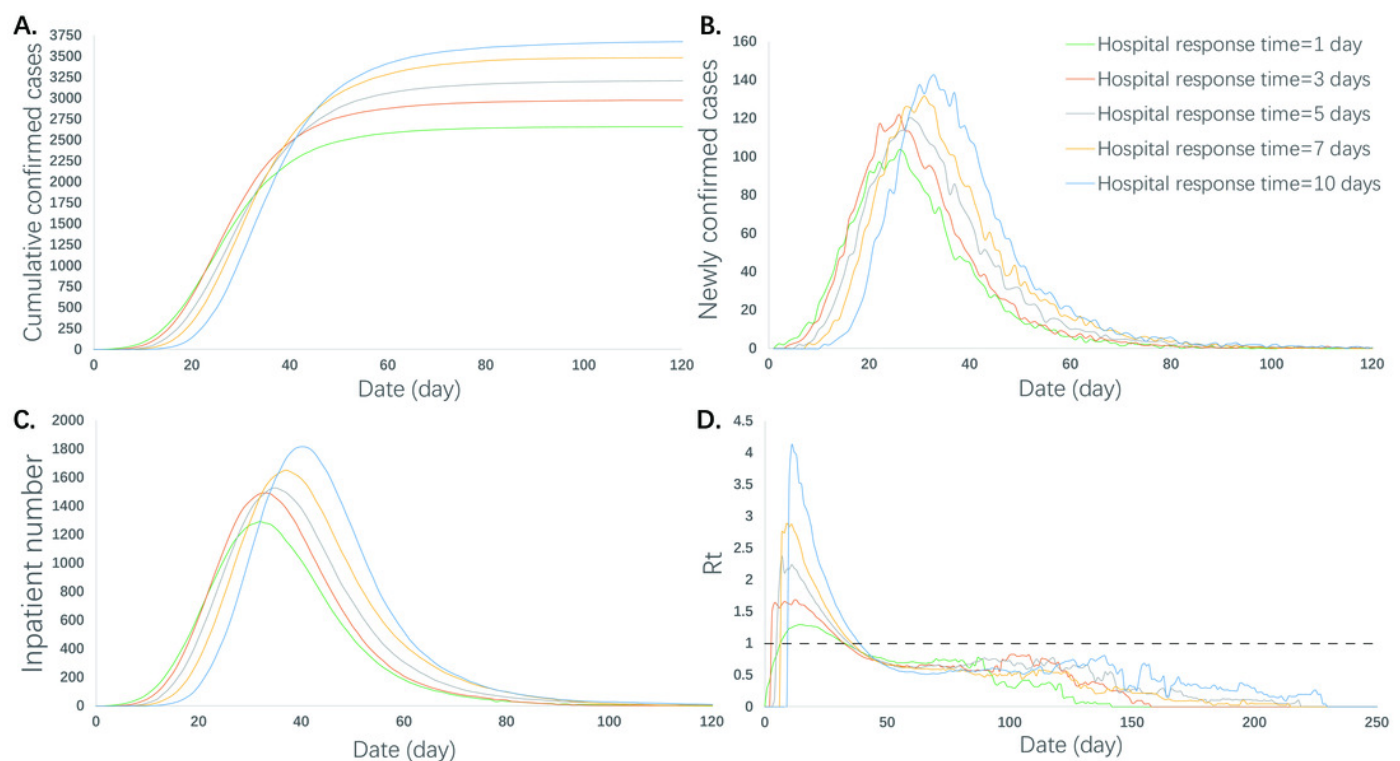 A.
3750
3500
3250
3000
2750
2500
2250
2000
1750
1500
1250
1000
750
500
250
0
Cumulative confirmed cases
0 20 40 60 80 100 120
Date (day)
B.
160
140
120
100
80
60
40
20
0
Newly confirmed cases
0 20 40 60 80 100 120
Date (day)
Hospital response time=1 day
Hospital response time=3 days
Hospital response time=5 days
Hospital response time=7 days
Hospital response time=10 days
C.
2000
1800
1600
1400
1200
1000
800
600
400
200
0
Inpatient number
0 20 40 60 80 100 120
Date (day)
D.
4.5
4
3.5
3
2.5
2
1.5
1
0.5
0
Rt
0 50 100 150 200 250
Date (day)